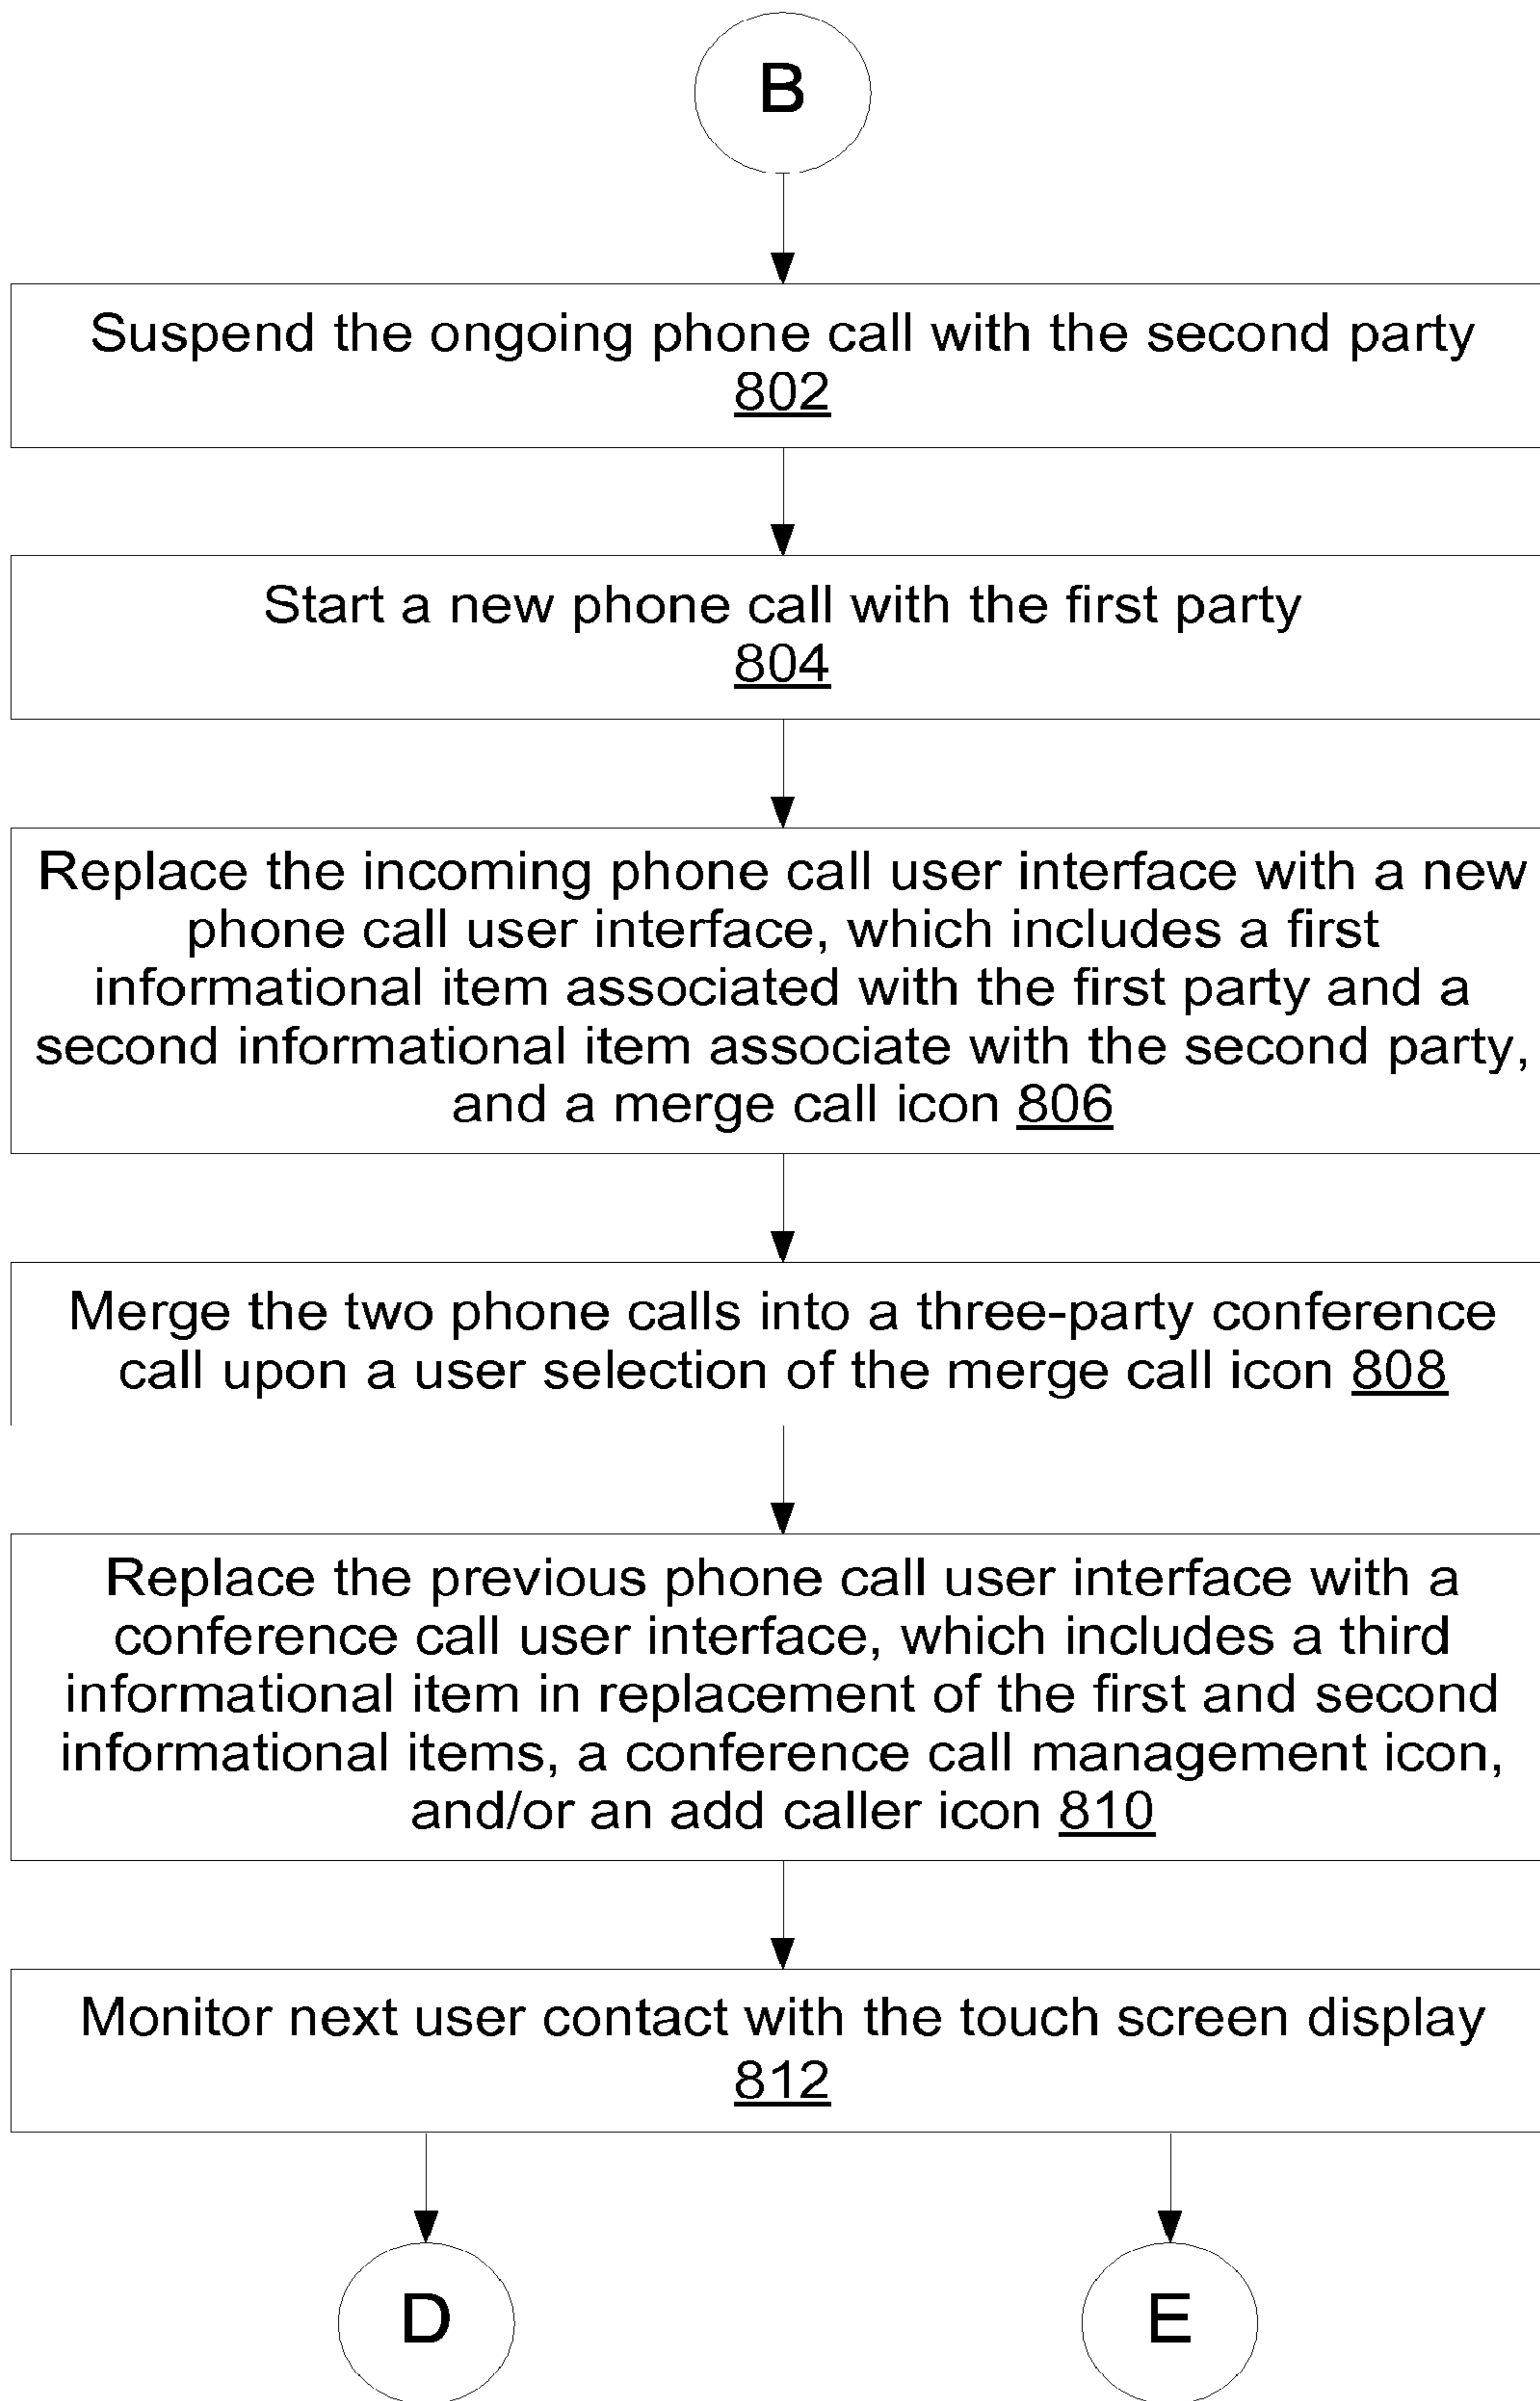 B
Suspend the ongoing phone call with the second party
802
Start a new phone call with the first party
804
Replace the incoming phone call user interface with a new
phone call user interface, which includes a first
informational item associated with the first party and a
second informational item associate with the second party,
and a merge call icon 806
Merge the two phone calls into a three-party conference
call upon a user selection of the merge call icon 808
Replace the previous phone call user interface with a
conference call user interface, which includes a third
informational item in replacement of the first and second
informational items, a conference call management icon,
and/or an add caller icon 810
Monitor next user contact with the touch screen display
812
D
E